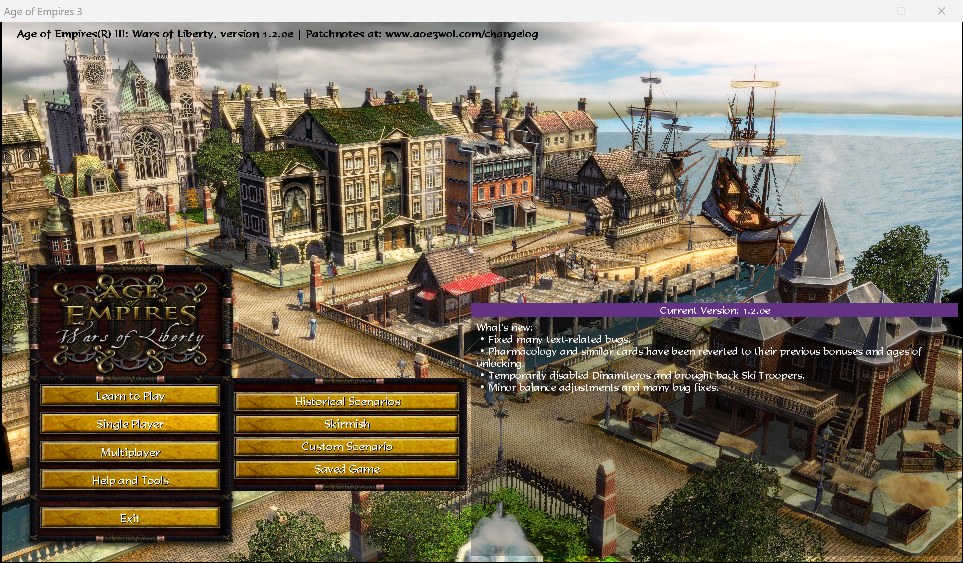 Age of Empires 3
Age of Empires(R) III: Wars of Liberty, version 1.2.0e | Patchnotes at: www.aoe3wol.com/changelog
AGE
OF
EMPIRES
Wars of Liberty
Learn to Play
Single Player
Multiplayer
Help and Tools
Exit
Historical Scenarios
Skirmish
Custom Scenario
Saved Game
Current Version: 1.2.0e
What's new:
• Fixed many text-related bugs.
• Pharmacology and similar cards have been reverted to their previous bonuses and ages of
unlocking.
• Temporarily disabled Dinamiteros and brought back Ski Troopers.
• Minor balance adjustments and many bug fixes.